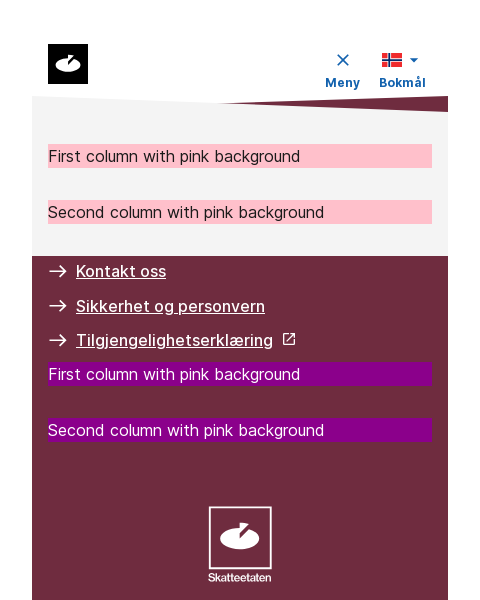 Meny
Bokmål
First column with pink background
Second column with pink background
Kontakt oss
Sikkerhet og personvern
Tilgjengelighetserklæring
First column with pink background
Second column with pink background
Skatteetaten